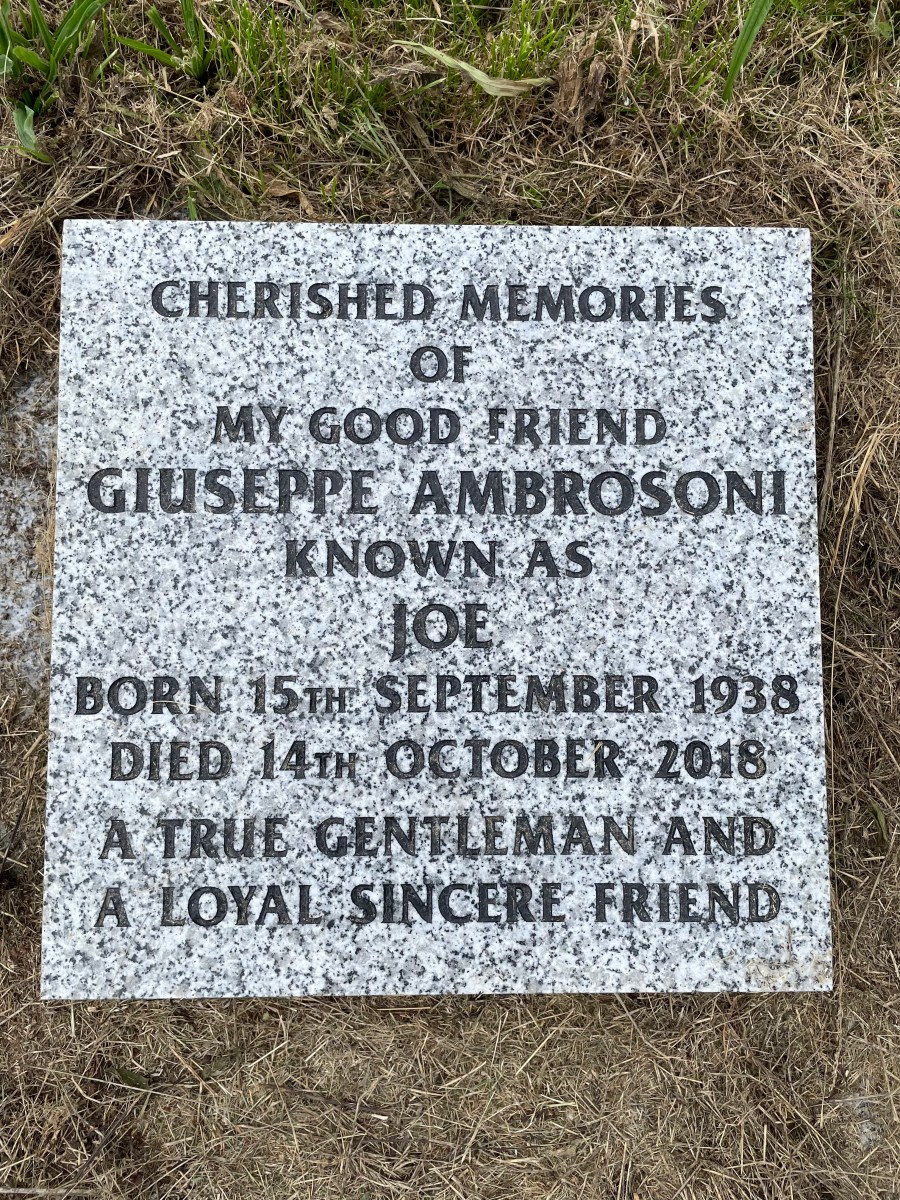 CHERISHED MEMORIES
OF
MY GOOD FRIEND
GIUSEPPE AMBROSONI
KNOWN AS
JOE
BORN 15TH SEPTEMBER 1938
DIED 14TH OCTOBER 2018
A TRUE GENTLEMAN AND
A LOYAL SINCERE FRIEND